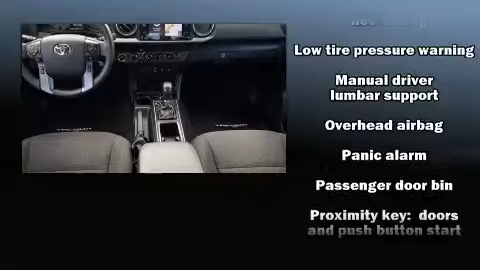 Low tire pressure warning
Manual driver
lumbar support
Overhead airbag
Panic alarm
Passenger door bin
Proximity key: doors
and push button start